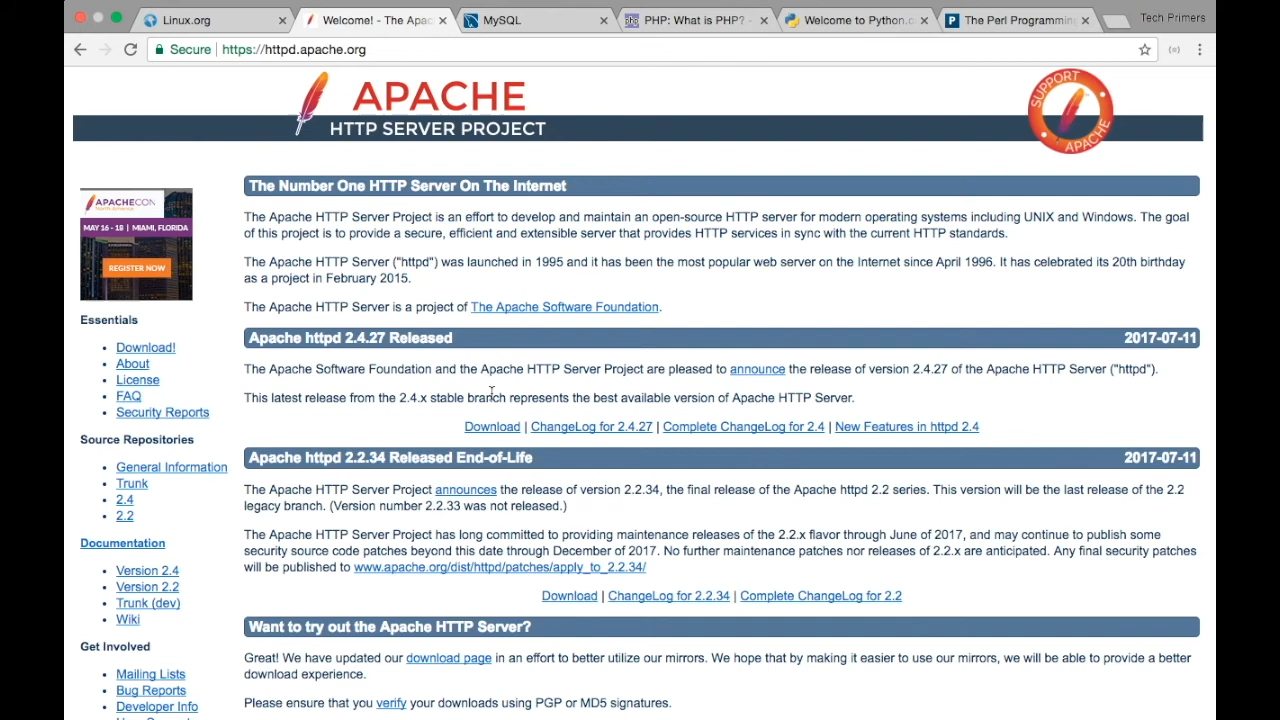 Linux.org
Welcome! - The Apac
MySQL
PHP: What is PHP? -
Welcome to Python.o
The Perl Programmin
Tech Primers
Secure https://httpd.apache.org
APACHE
HTTP SERVER PROJECT
SUPPORT
APACHE
APACHECON
North America
MAY 16 - 18 | MIAMI, FLORIDA
REGISTER NOW
Essentials
• Download!
• About
• License
• FAQ
• Security Reports
Source Repositories
• General Information
• Trunk
• 2.4
• 2.2
Documentation
• Version 2.4
• Version 2.2
• Trunk (dev)
• Wiki
Get Involved
• Mailing Lists
• Bug Reports
• Developer Info
The Number One HTTP Server On The Internet
The Apache HTTP Server Project is an effort to develop and maintain an open-source HTTP server for modern operating systems including UNIX and Windows. The goal
of this project is to provide a secure, efficient and extensible server that provides HTTP services in sync with the current HTTP standards.
The Apache HTTP Server ("httpd") was launched in 1995 and it has been the most popular web server on the Internet since April 1996. It has celebrated its 20th birthday
as a project in February 2015.
The Apache HTTP Server is a project of The Apache Software Foundation.
Apache httpd 2.4.27 Released 2017-07-11
The Apache Software Foundation and the Apache HTTP Server Project are pleased to announce the release of version 2.4.27 of the Apache HTTP Server ("httpd").
This latest release from the 2.4.x stable branch represents the best available version of Apache HTTP Server.
Download | ChangeLog for 2.4.27 | Complete ChangeLog for 2.4 | New Features in httpd 2.4
Apache httpd 2.2.34 Released End-of-Life 2017-07-11
The Apache HTTP Server Project announces the release of version 2.2.34, the final release of the Apache httpd 2.2 series. This version will be the last release of the 2.2
legacy branch. (Version number 2.2.33 was not released.)
The Apache HTTP Server Project has long committed to providing maintenance releases of the 2.2.x flavor through June of 2017, and may continue to publish some
security source code patches beyond this date through December of 2017. No further maintenance patches nor releases of 2.2.x are anticipated. Any final security patches
will be published to www.apache.org/dist/httpd/patches/apply_to_2.2.34/
Download | ChangeLog for 2.2.34 | Complete ChangeLog for 2.2
Want to try out the Apache HTTP Server?
Great! We have updated our download page in an effort to better utilize our mirrors. We hope that by making it easier to use our mirrors, we will be able to provide a better
download experience.
Please ensure that you verify your downloads using PGP or MD5 signatures.